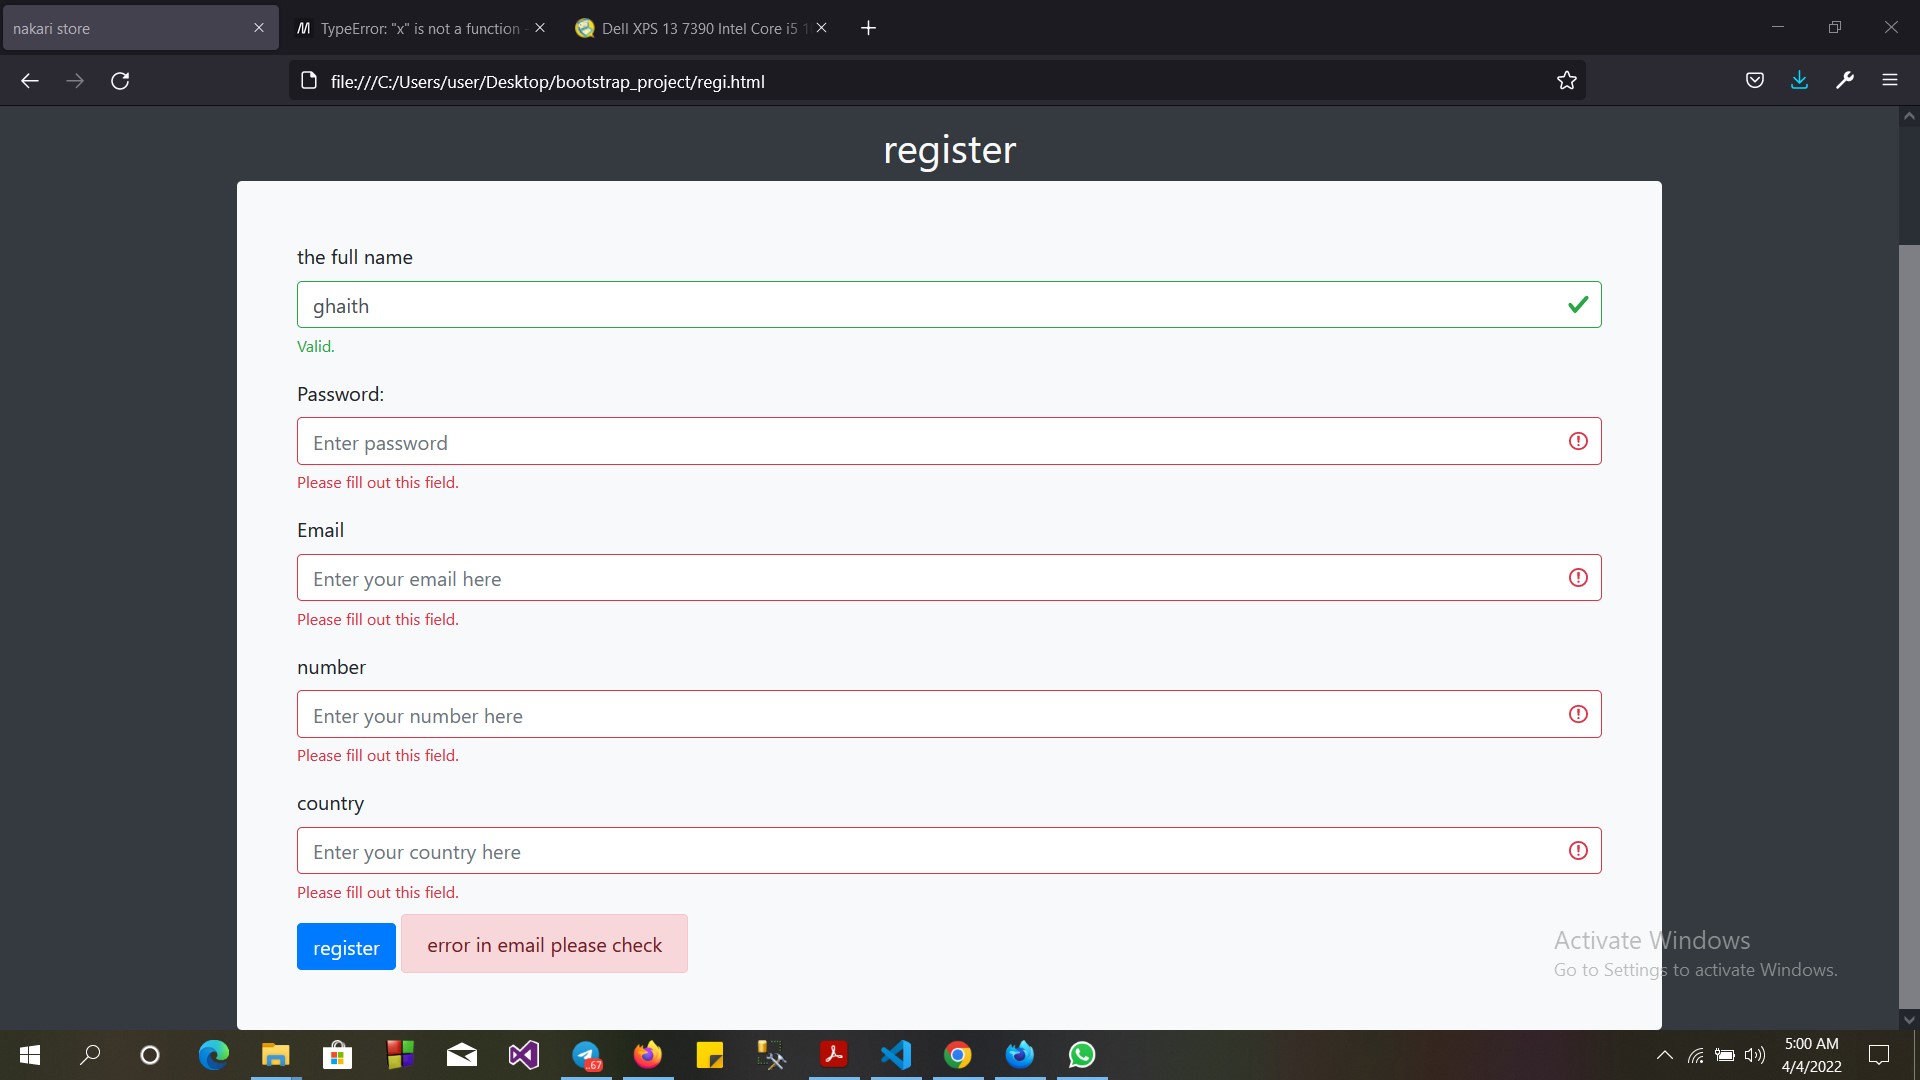 nakari store
TypeError: "x" is not a function -
Dell XPS 13 7390 Intel Core i5 1
file:///C:/Users/user/Desktop/bootstrap_project/regi.html
register
the full name
ghaith
Valid.
Password:
Enter password
Please fill out this field.
Email
Enter your email here
Please fill out this field.
number
Enter your number here
Please fill out this field.
country
Enter your country here
Please fill out this field.
register
error in email please check
Activate Windows
Go to Settings to activate Windows.
..67
5:00 AM
4/4/2022